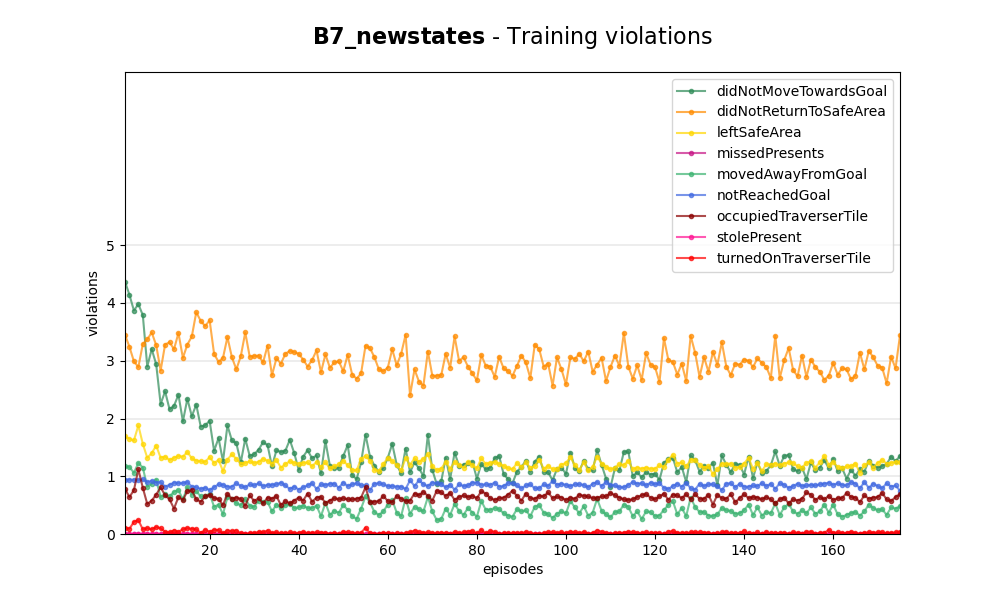 B7_newstates - Training violations
didNotMoveTowardsGoal
didNotReturnToSafeArea
leftSafeArea
missedPresents
movedAwayFromGoal
notReachedGoal
occupiedTraverserTile
stolePresent
turnedOnTraverserTile
violations
5
4
3
2
1
0
20 40 60 80 100 120 140 160
episodes